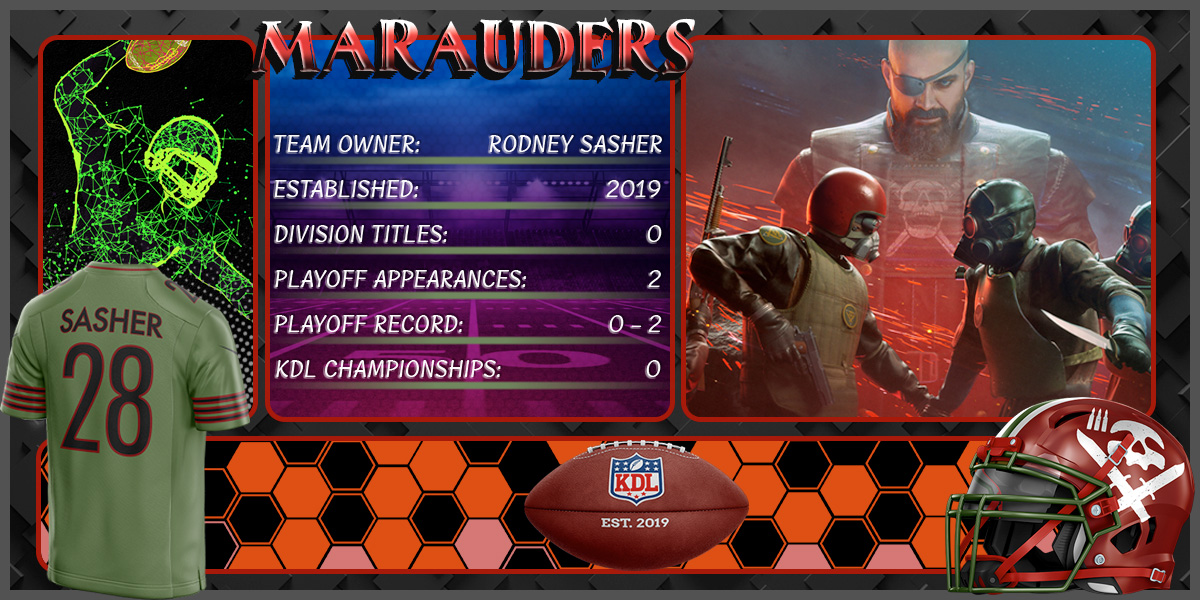 MARAUDERS
TEAM OWNER: RODNEY SASHER
ESTABLISHED: 2019
DIVISION TITLES: 0
PLAYOFF APPEARANCES: 2
PLAYOFF RECORD: 0 - 2
KDL CHAMPIONSHIPS: 0
SASHER
28
KDL
EST. 2019